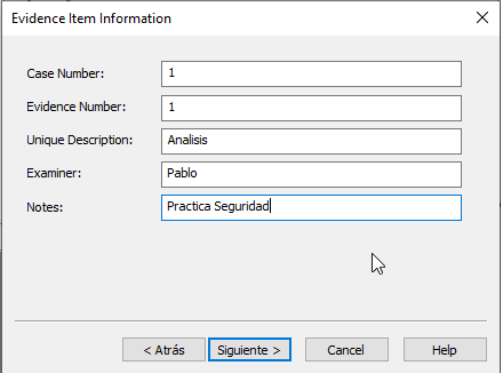 Evidence Item Information
Case Number: 1
Evidence Number: 1
Unique Description: Analisis
Examiner: Pablo
Notes: Practica Seguridad
< Atrás Siguiente > Cancel Help